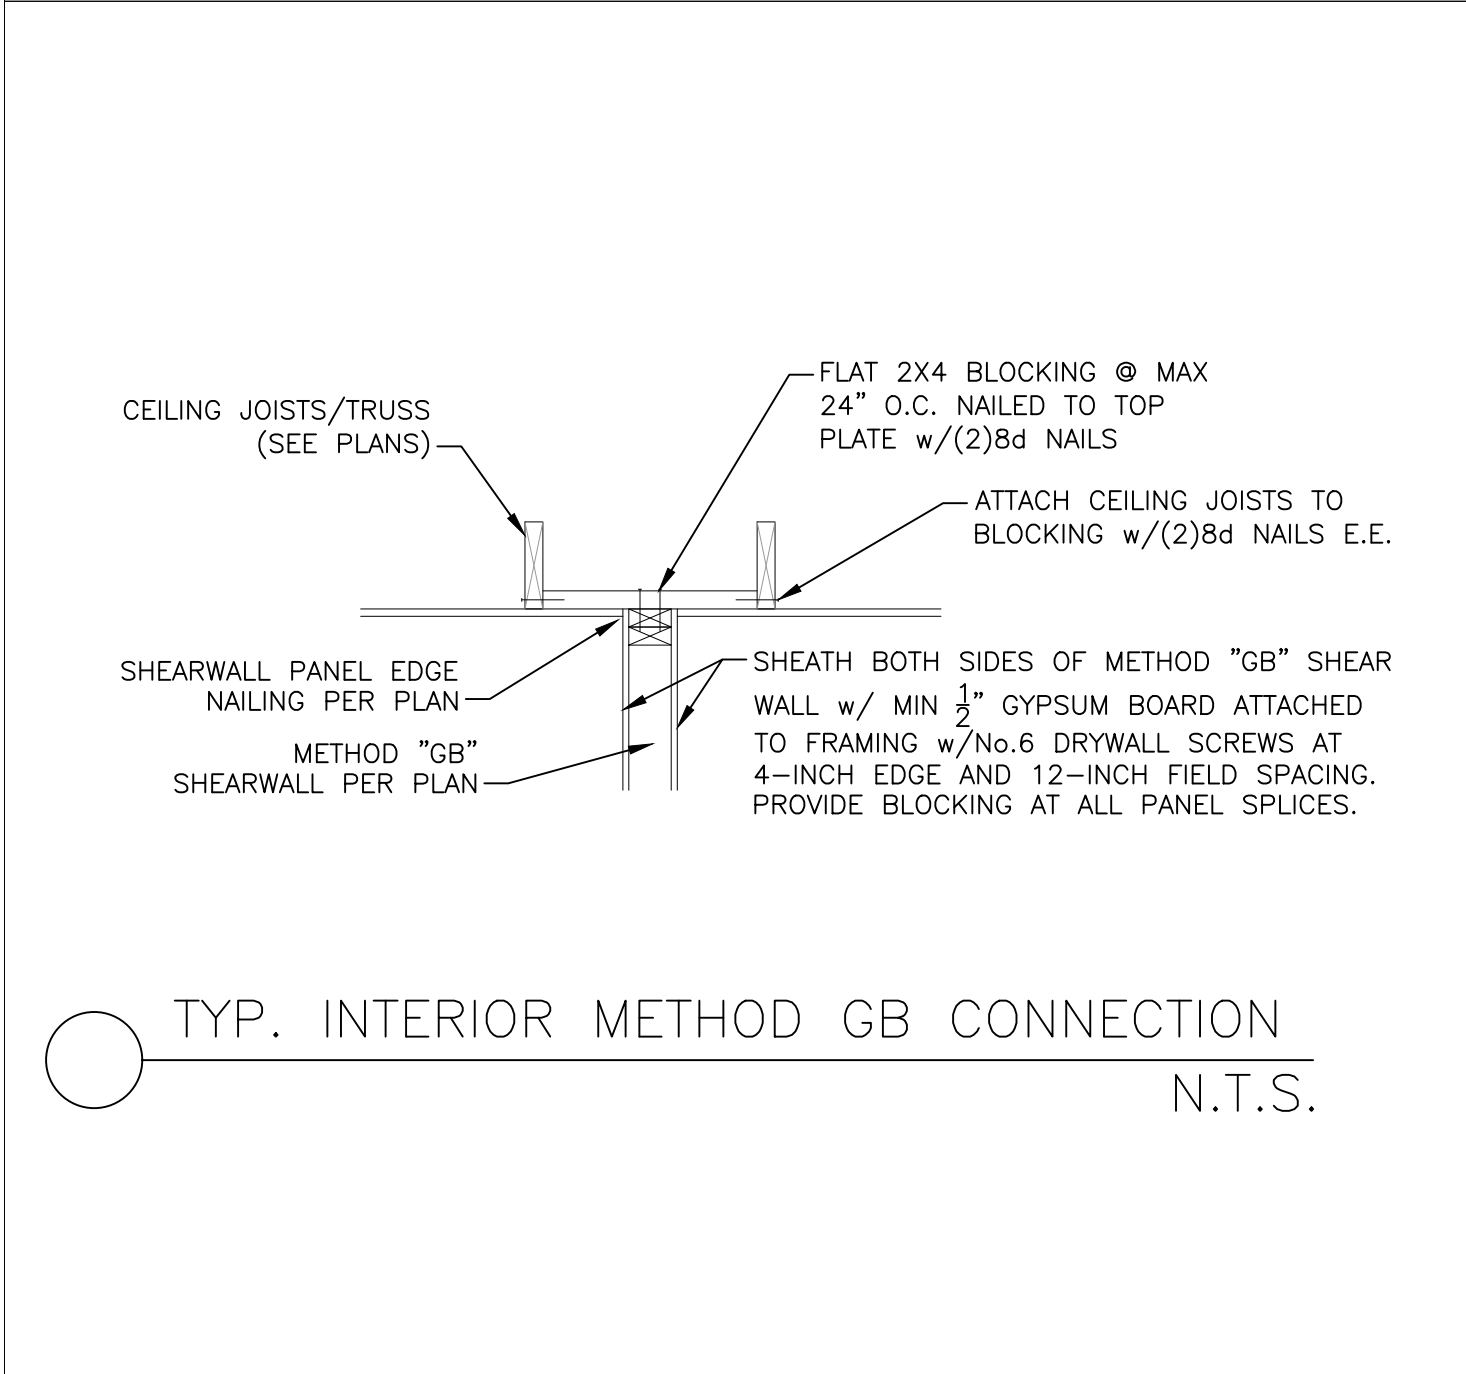 FLAT 2X4 BLOCKING @ MAX
24" O.C. NAILED TO TOP
PLATE w/(2)8d NAILS
CEILING JOISTS/TRUSS
(SEE PLANS)
ATTACH CEILING JOISTS TO
BLOCKING w/(2)8d NAILS E.E.
SHEARWALL PANEL EDGE
NAILING PER PLAN
METHOD "GB"
SHEARWALL PER PLAN
SHEATH BOTH SIDES OF METHOD "GB" SHEAR
WALL w/ MIN 1/2" GYPSUM BOARD ATTACHED
TO FRAMING w/No.6 DRYWALL SCREWS AT
4-INCH EDGE AND 12-INCH FIELD SPACING.
PROVIDE BLOCKING AT ALL PANEL SPLICES.
TYP. INTERIOR METHOD GB CONNECTION
N.T.S.